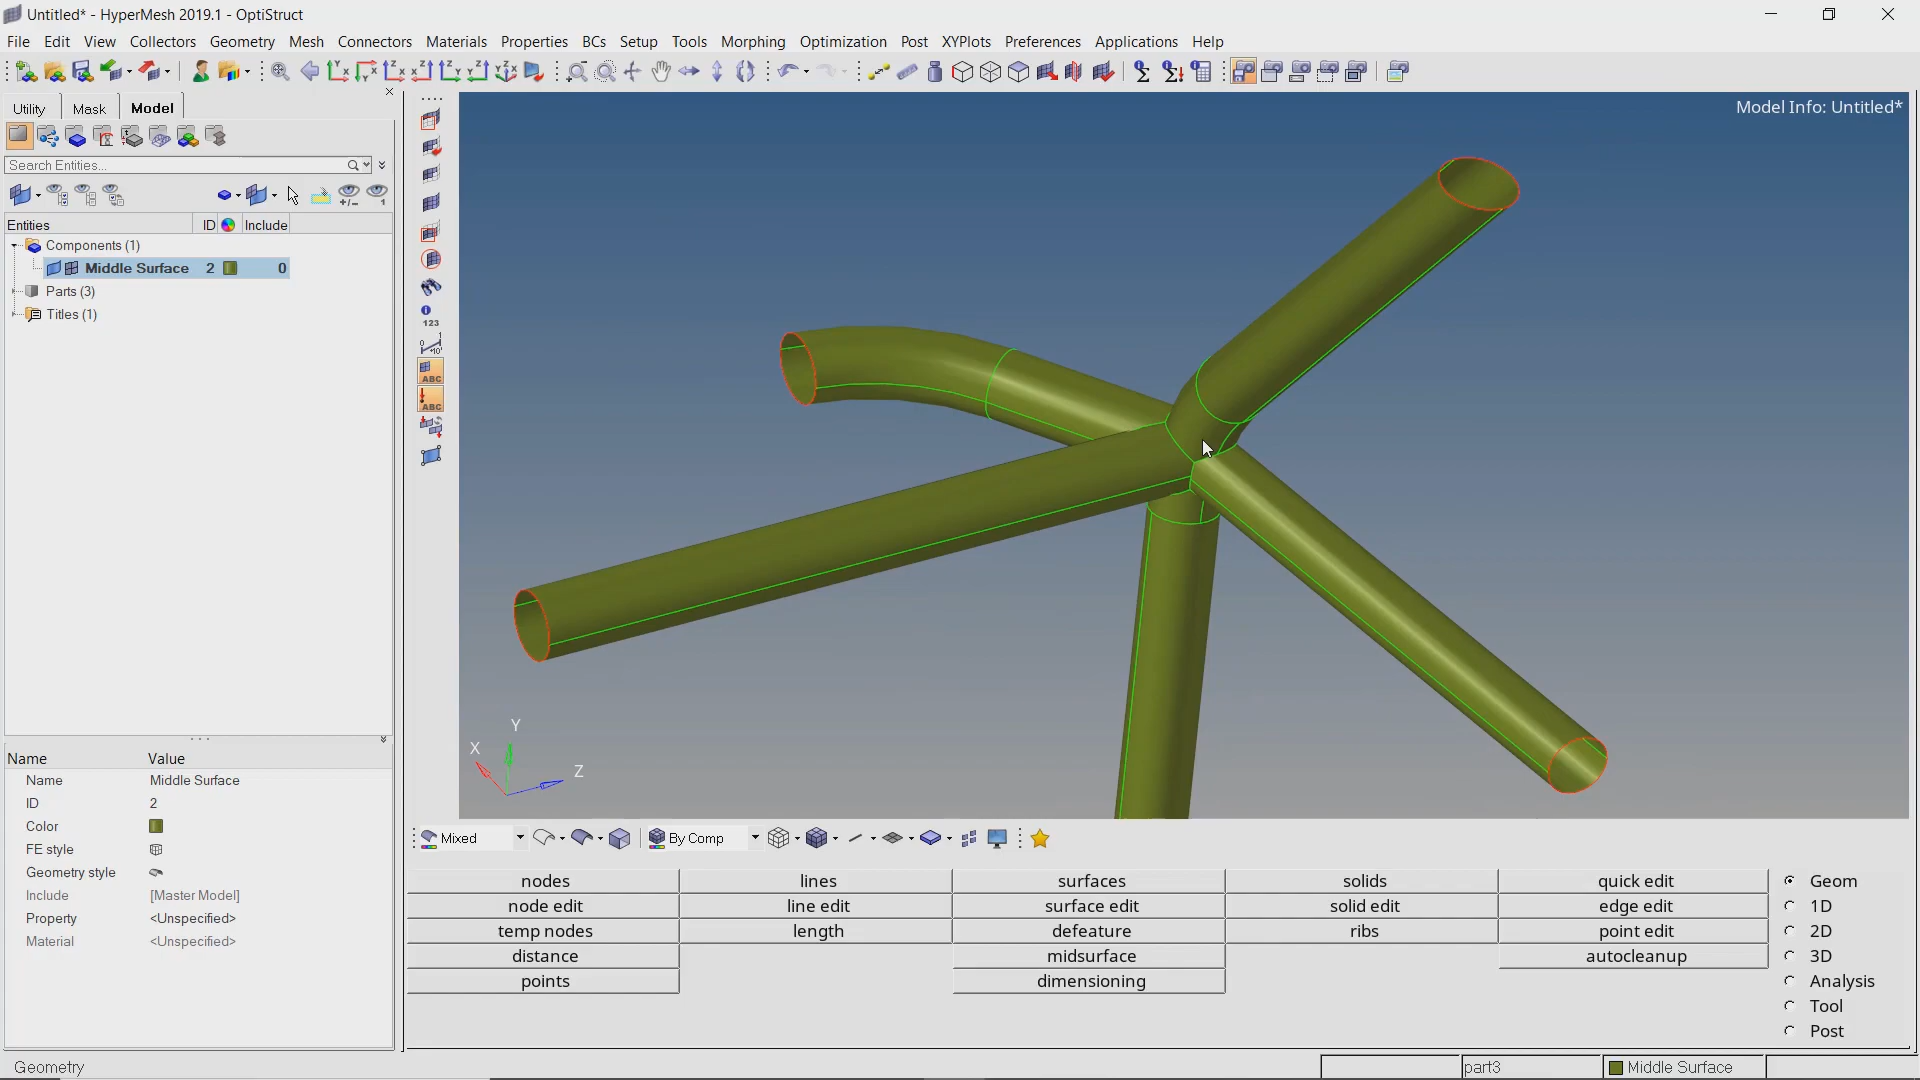 Untitled* - HyperMesh 2019.1 - OptiStruct
File Edit View Collectors Geometry Mesh Connectors Materials Properties BCs Setup Tools Morphing Optimization Post XYPlots Preferences Applications Help
Utility Mask Model
Search Entities...
Entities ID Include
Components (1)
Middle Surface 2 0
Parts (3)
Titles (1)
Name Value
Name Middle Surface
ID 2
Color
FE style
Geometry style
Include [Master Model]
Property <Unspecified>
Material <Unspecified>
123
ABC
ABC
Model Info: Untitled*
Y
X
Z
Mixed By Comp
nodes lines surfaces solids quick edit Geom
node edit line edit surface edit solid edit edge edit 1D
temp nodes length defeature ribs point edit 2D
distance midsurface autocleanup 3D
points dimensioning Analysis
Tool
Post
Geometry part3 Middle Surface